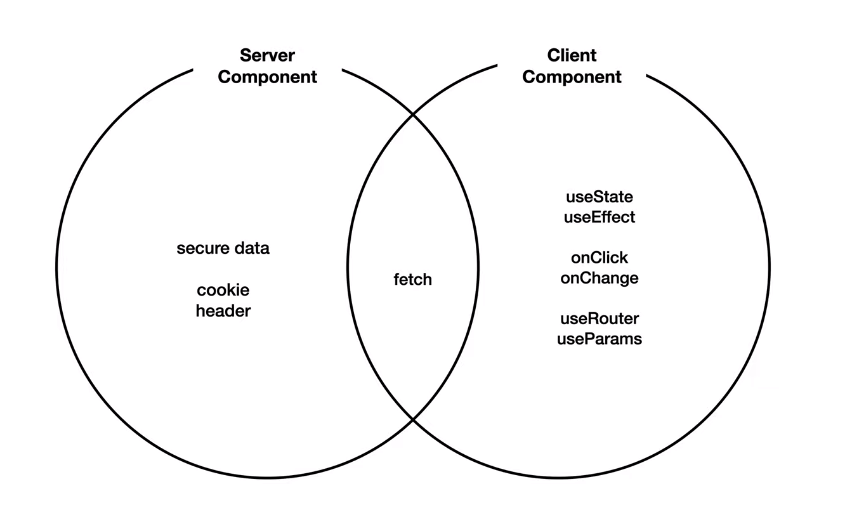 Server
Component
Client
Component
secure data
cookie
header
fetch
useState
useEffect
onClick
onChange
useRouter
useParams